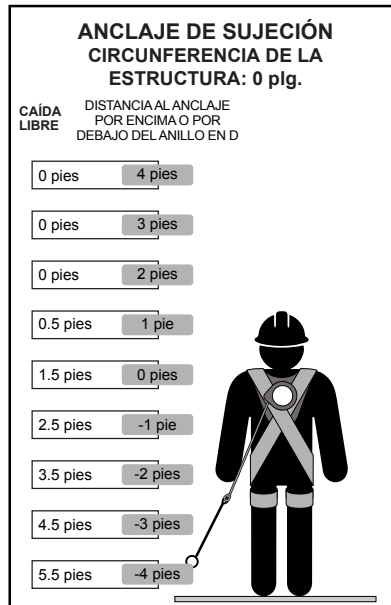 ANCLAJE DE SUJECIÓN
CIRCUNFERENCIA DE LA
ESTRUCTURA: 0 plg.
CAÍDA
LIBRE
DISTANCIA AL ANCLAJE
POR ENCIMA O POR
DEBAJO DEL ANILLO EN D
0 pies 4 pies
0 pies 3 pies
0 pies 2 pies
0.5 pies 1 pie
1.5 pies 0 pies
2.5 pies -1 pie
3.5 pies -2 pies
4.5 pies -3 pies
5.5 pies -4 pies